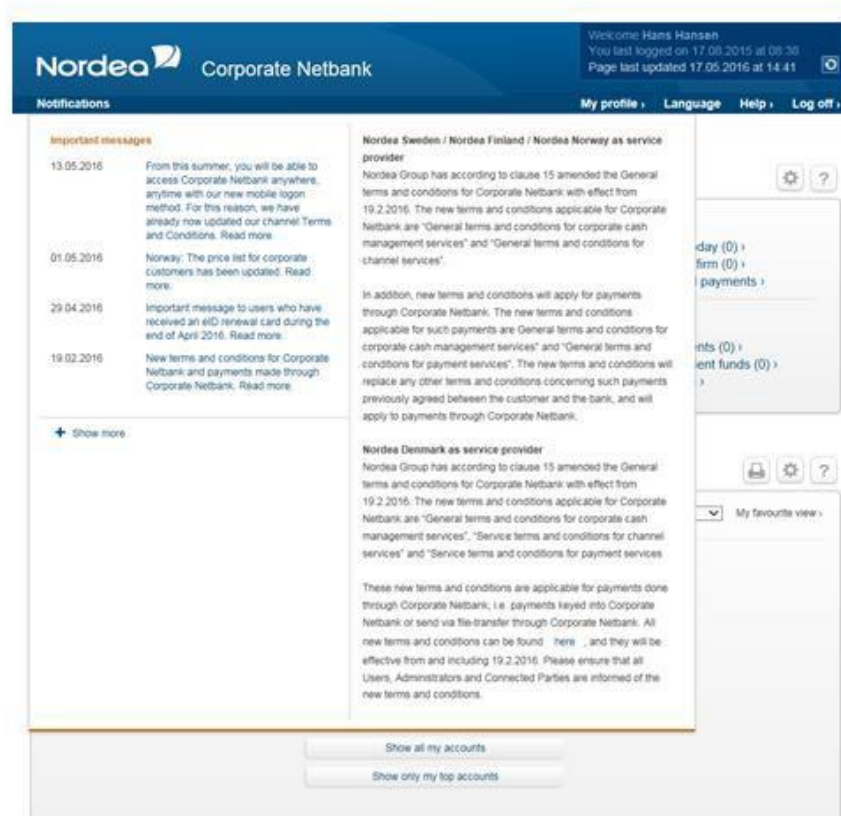 Welcome Hans Hansen
You last logged on 17.08.2015 at 08:38
Page last updated 17.05.2016 at 14:41
Nordea
Corporate Netbank
Notifications
My profile ›
Language
Help ›
Log off ›
Important messages
13.05.2016
From this summer, you will be able to
access Corporate Netbank anywhere,
anytime with our new mobile logon
method. For this reason, we have
already now updated our channel Terms
and Conditions. Read more.
01.05.2016
Norway: The price list for corporate
customers has been updated. Read
more.
29.04.2016
Important message to users who have
received an eID renewal card during the
end of April 2016. Read more.
19.02.2016
New terms and conditions for Corporate
Netbank and payments made through
Corporate Netbank. Read more.
+ Show more
Nordea Sweden / Nordea Finland / Nordea Norway as service
provider
Nordea Group has according to clause 15 amended the General
terms and conditions for Corporate Netbank with effect from
19.2.2016. The new terms and conditions applicable for Corporate
Netbank are "General terms and conditions for corporate cash
management services" and "General terms and conditions for
channel services".
In addition, new terms and conditions will apply for payments
through Corporate Netbank. The new terms and conditions
applicable for such payments are General terms and conditions for
corporate cash management services" and "General terms and
conditions for payment services". The new terms and conditions will
replace any other terms and conditions concerning such payments
previously agreed between the customer and the bank, and will
apply to payments through Corporate Netbank.
Nordea Denmark as service provider
Nordea Group has according to clause 15 amended the General
terms and conditions for Corporate Netbank with effect from
19.2.2016. The new terms and conditions applicable for Corporate
Netbank are "General terms and conditions for corporate cash
management services", "Service terms and conditions for channel
services" and "Service terms and conditions for payment services
These new terms and conditions are applicable for payments done
through Corporate Netbank, i.e. payments keyed into Corporate
Netbank or send via file-transfer through Corporate Netbank. All
new terms and conditions can be found here , and they will be
effective from and including 19.2.2016. Please ensure that all
Users, Administrators and Connected Parties are informed of the
new terms and conditions.
?
day (0) ›
firm (0) ›
payments ›
nts (0) ›
ent funds (0) ›
›
?
My favourite view ›
Show all my accounts
Show only my top accounts